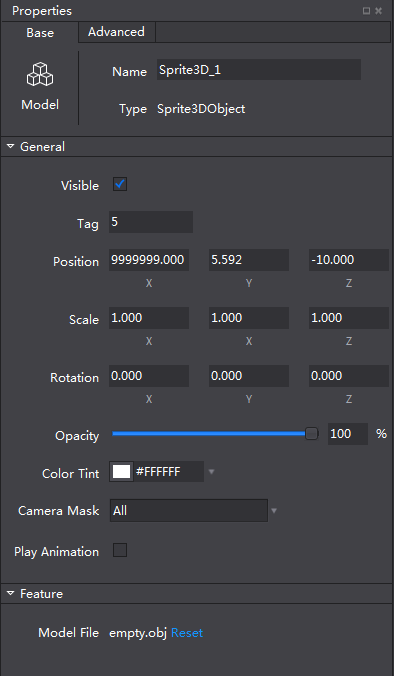 Properties
Base Advanced
Model
Name Sprite3D_1
Type Sprite3DObject
General
Visible
Tag 5
Position 9999999.000 5.592 -10.000
X Y Z
Scale 1.000 1.000 1.000
X X Z
Rotation 0.000 0.000 0.000
X X Z
Opacity 100 %
Color Tint #FFFFFF
Camera Mask All
Play Animation
Feature
Model File empty.obj Reset